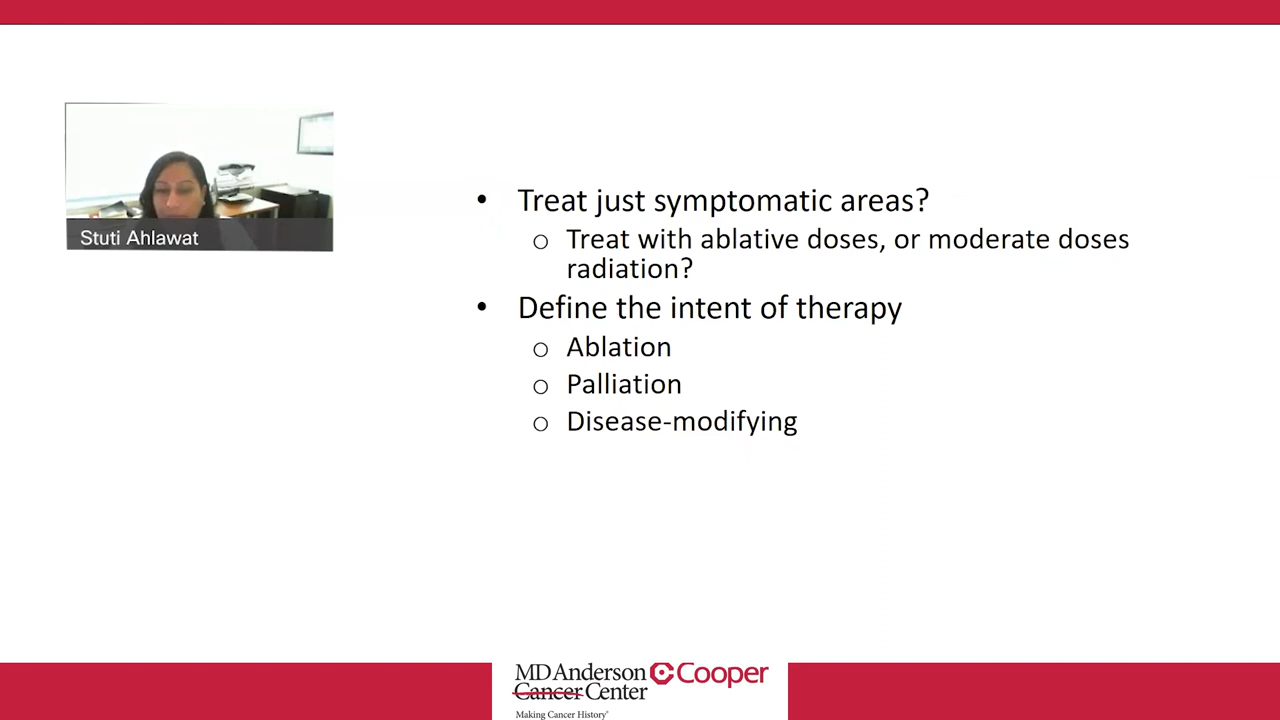 Stuti Ahlawat
• Treat just symptomatic areas?
o Treat with ablative doses, or moderate doses
radiation?
• Define the intent of therapy
o Ablation
o Palliation
o Disease-modifying
MD Anderson Cooper
Cancer Center
Making Cancer History®